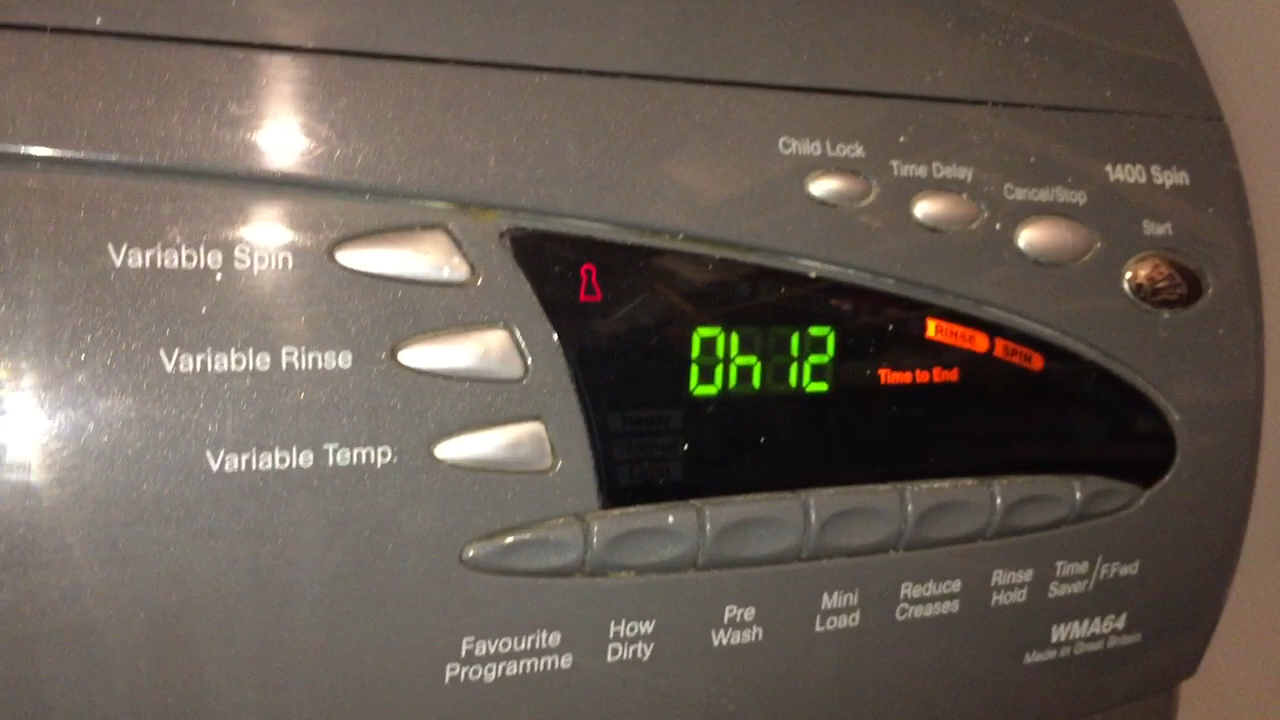 Child Lock
Time Delay
Cancel/Stop
1400 Spin
Start
Variable Spin
Variable Rinse
Variable Temp.
0h12
RINSE
SPIN
Time to End
Favourite
Programme
How
Dirty
Pre
Wash
Mini
Load
Reduce
Creases
Rinse
Hold
Time
Saver/F.Fwd
WMA64
Made in Great Britain